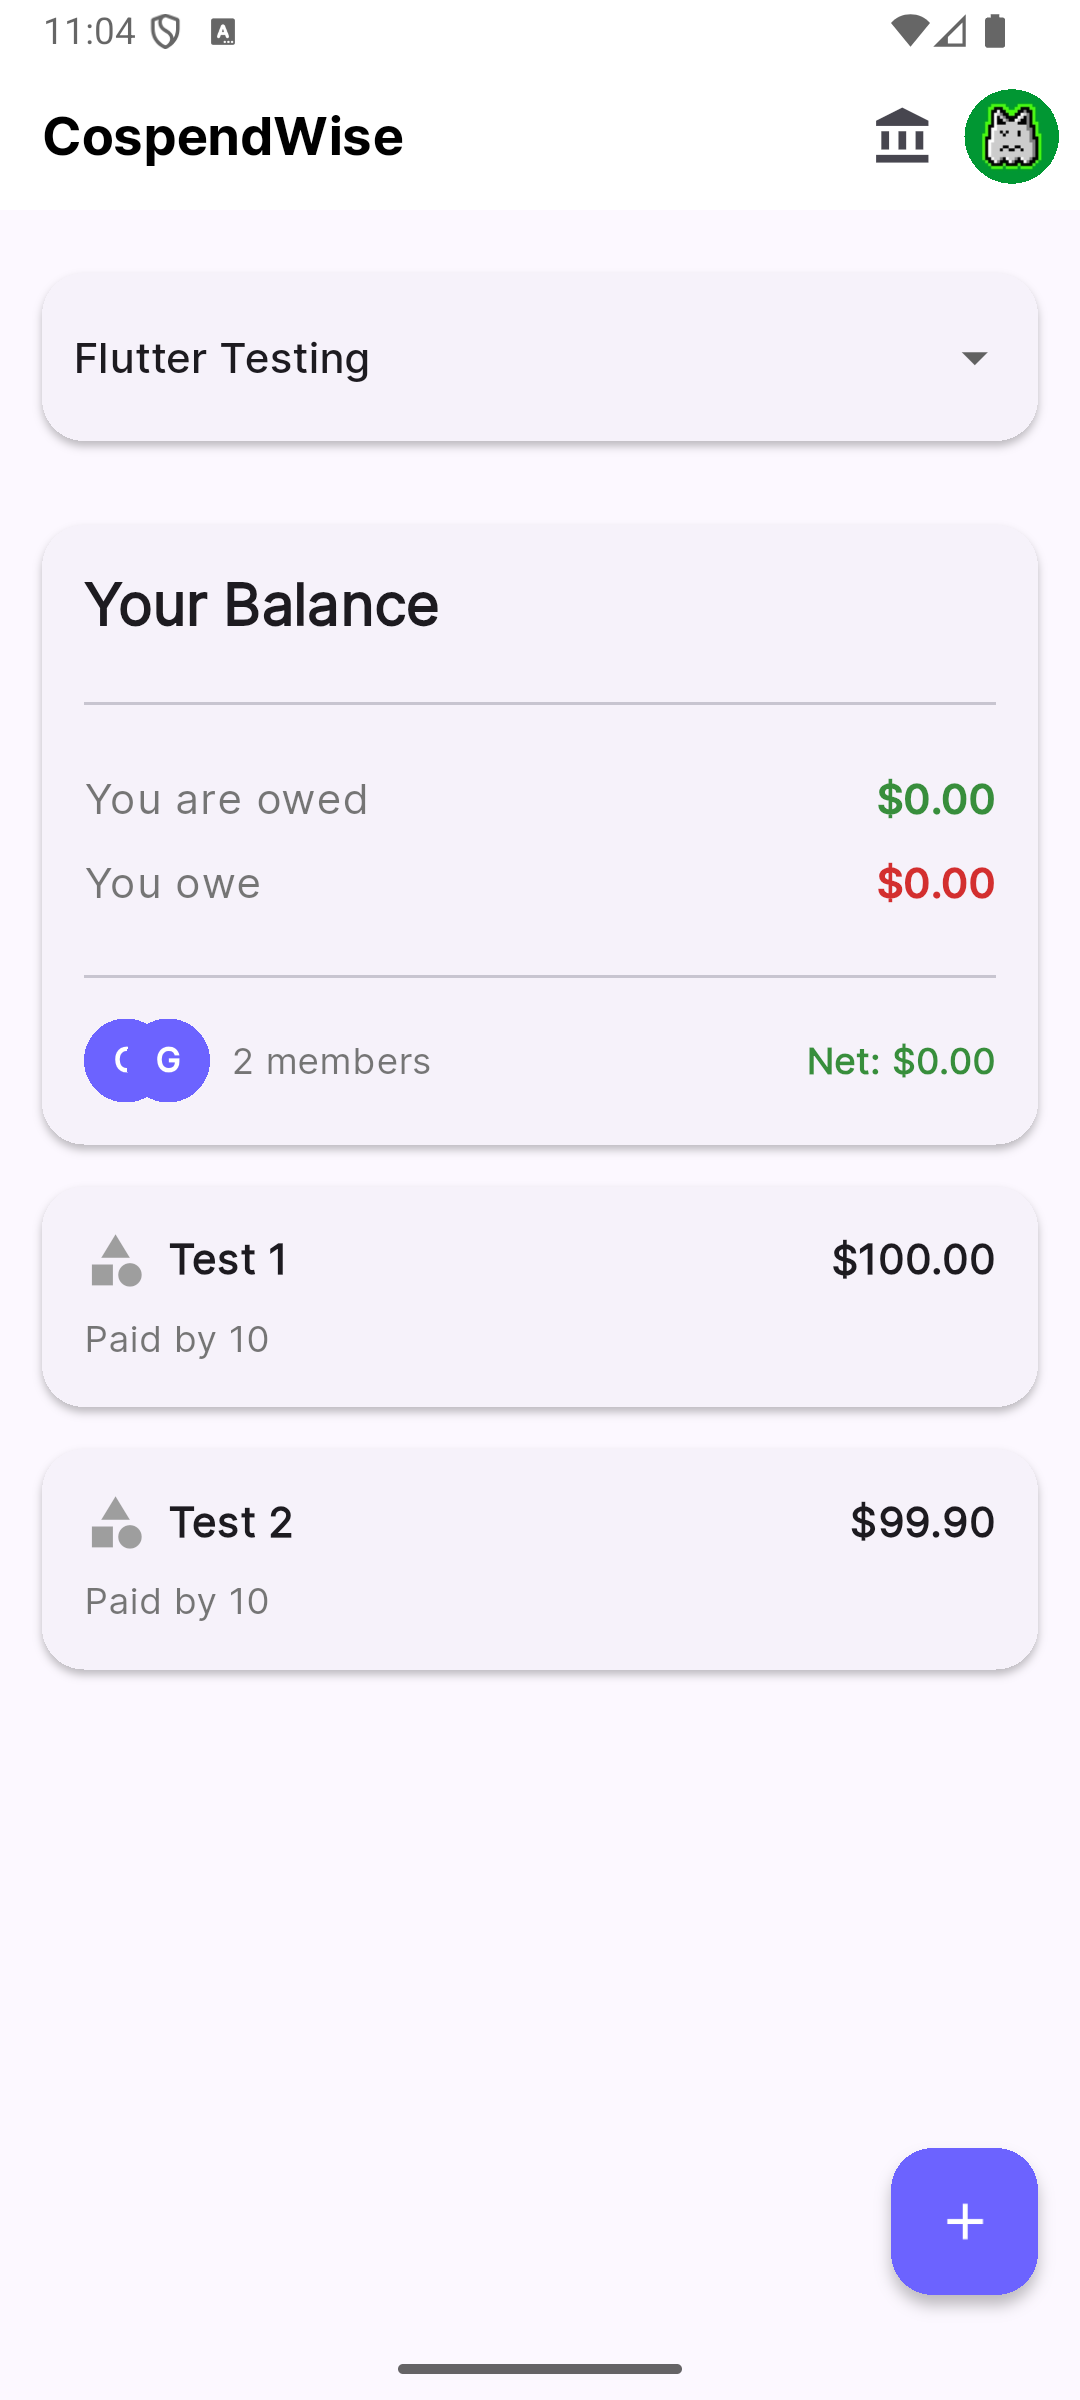 11:04
CospendWise
Flutter Testing
Your Balance
You are owed $0.00
You owe $0.00
G 2 members Net: $0.00
Test 1 $100.00
Paid by 10
Test 2 $99.90
Paid by 10